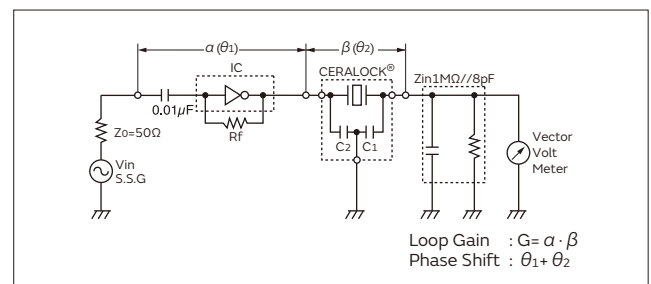 α (θ1)
β (θ2)
IC
CERALOCK®
Zin1MΩ//8pF
0.01μF
Rf
Zo=50Ω
C2
C1
Vector
Volt
Meter
Vin
S.S.G
Loop Gain : G= α · β
Phase Shift : θ1+ θ2